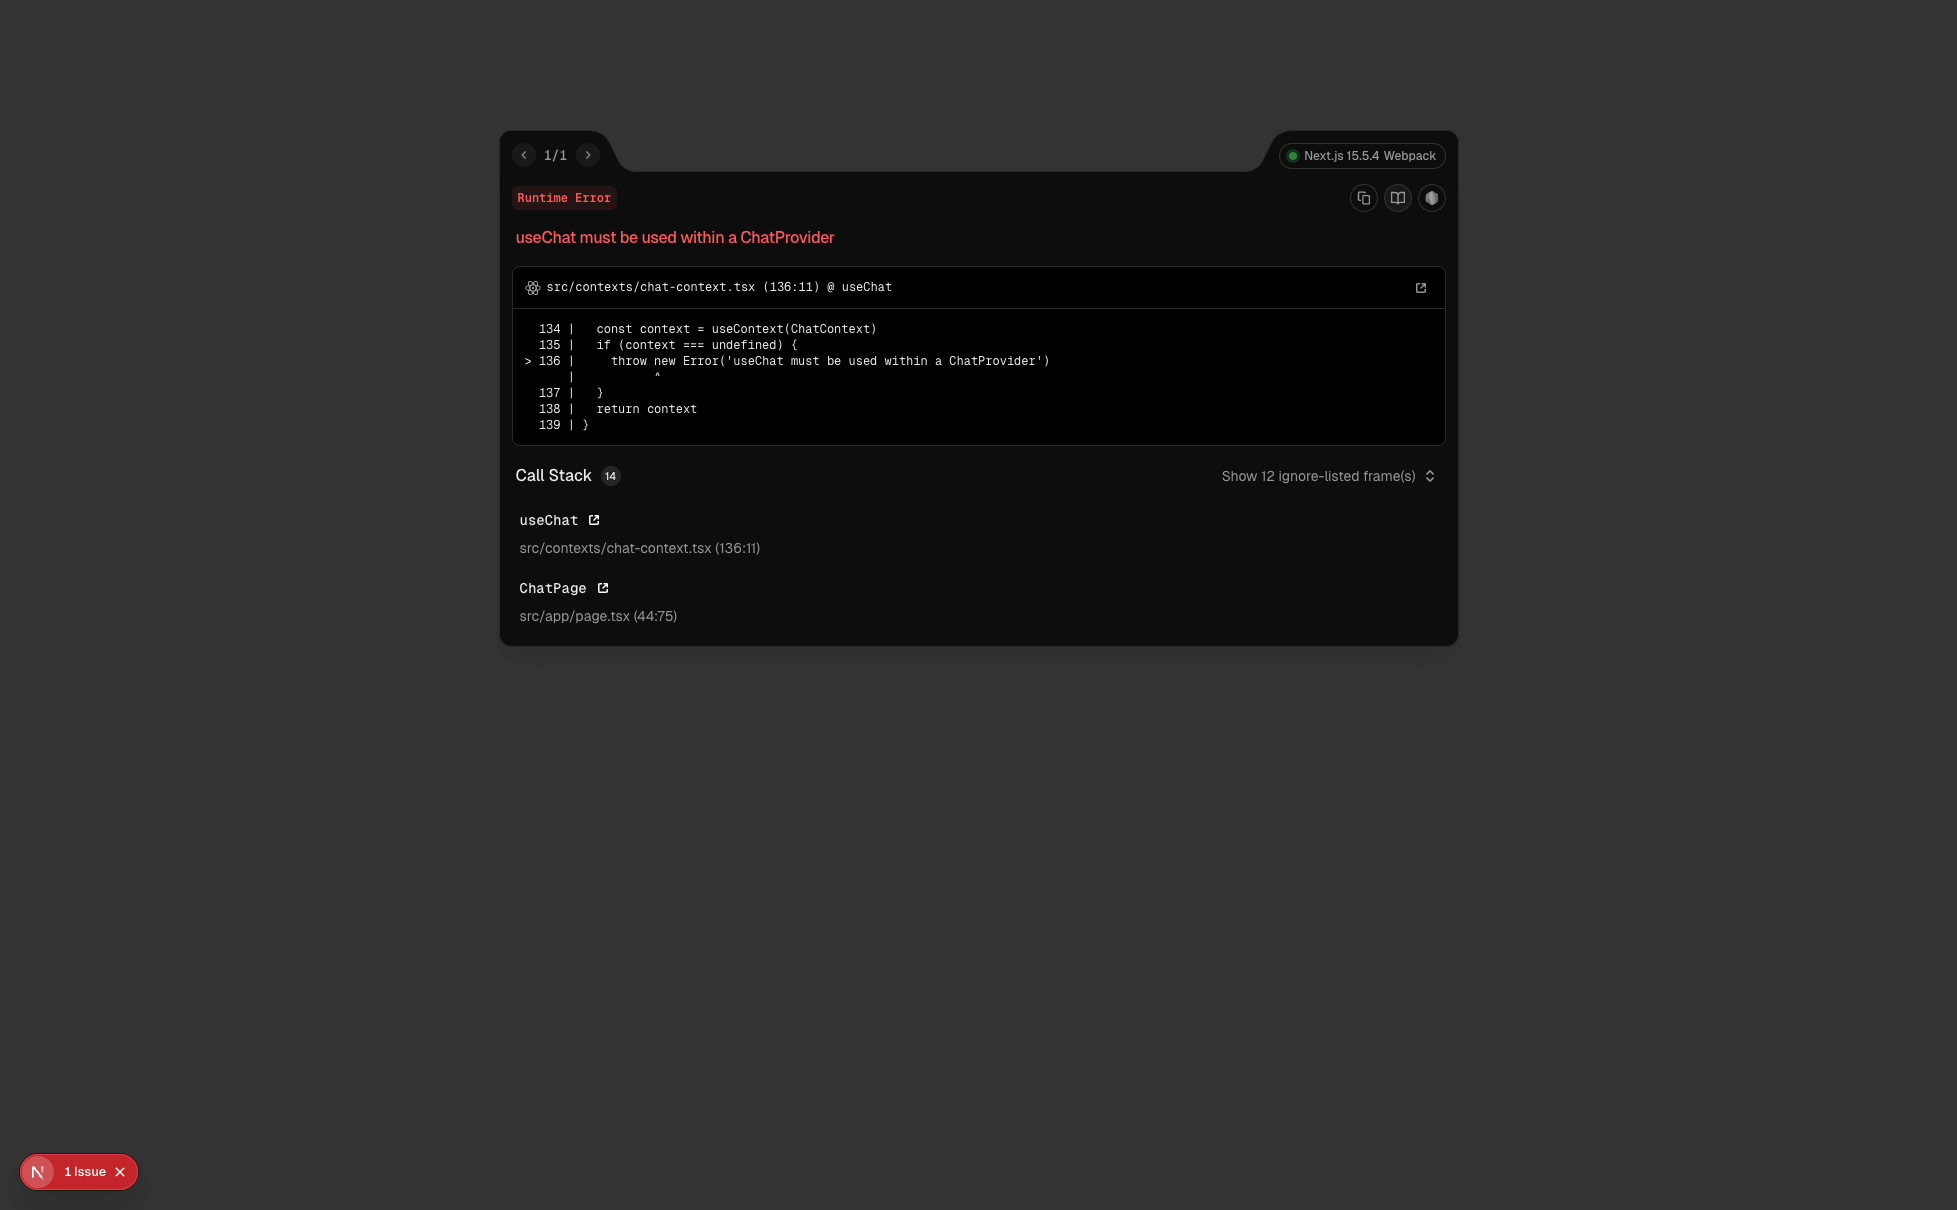 1/1
Next.js 15.5.4 Webpack
Runtime Error
useChat must be used within a ChatProvider
src/contexts/chat-context.tsx (136:11) @ useChat
  134 |   const context = useContext(ChatContext)
  135 |   if (context === undefined) {
> 136 |     throw new Error('useChat must be used within a ChatProvider')
      |           ^
  137 |   }
  138 |   return context
  139 | }
Call Stack 14
Show 12 ignore-listed frame(s)
useChat
src/contexts/chat-context.tsx (136:11)
ChatPage
src/app/page.tsx (44:75)
N 1 Issue